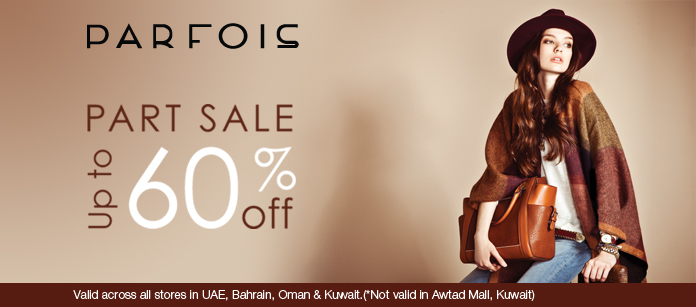 PARFOIS
PART SALE
Up to 60% off
Valid across all stores in UAE, Bahrain, Oman & Kuwait.(*Not valid in Awtad Mall, Kuwait)